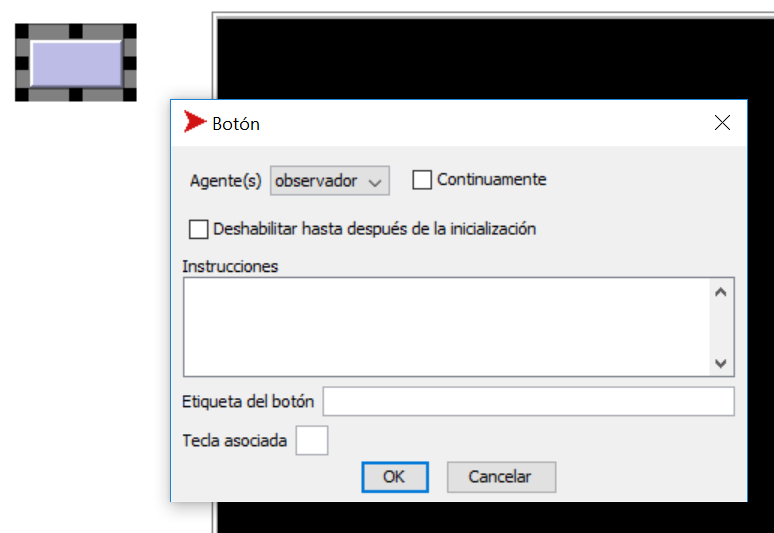 Botón
Agente(s) observador Continuamente
Deshabilitar hasta después de la inicialización
Instrucciones
Etiqueta del botón
Tecla asociada
OK Cancelar